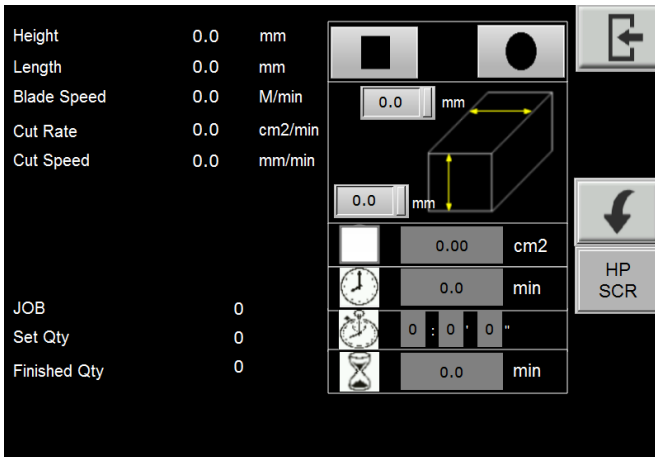 Height 0.0 mm
Length 0.0 mm
Blade Speed 0.0 M/min
Cut Rate 0.0 cm2/min
Cut Speed 0.0 mm/min
JOB 0
Set Qty 0
Finished Qty 0
0.0 mm
0.0 mm
0.00 cm2
0.0 min
0 : 0 ' 0 "
0.0 min
HP
SCR